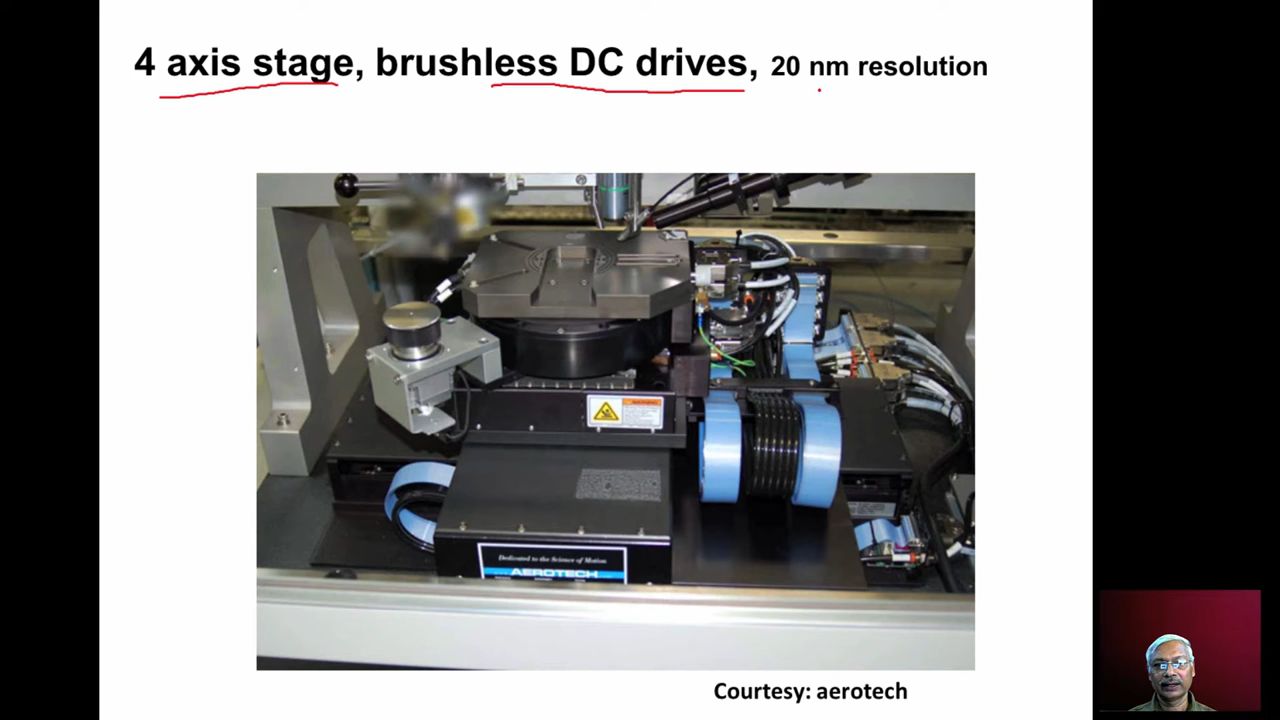 4 axis stage, brushless DC drives, 20 nm resolution
Dedicated to the Science of Motion
AEROTECH
Courtesy: aerotech